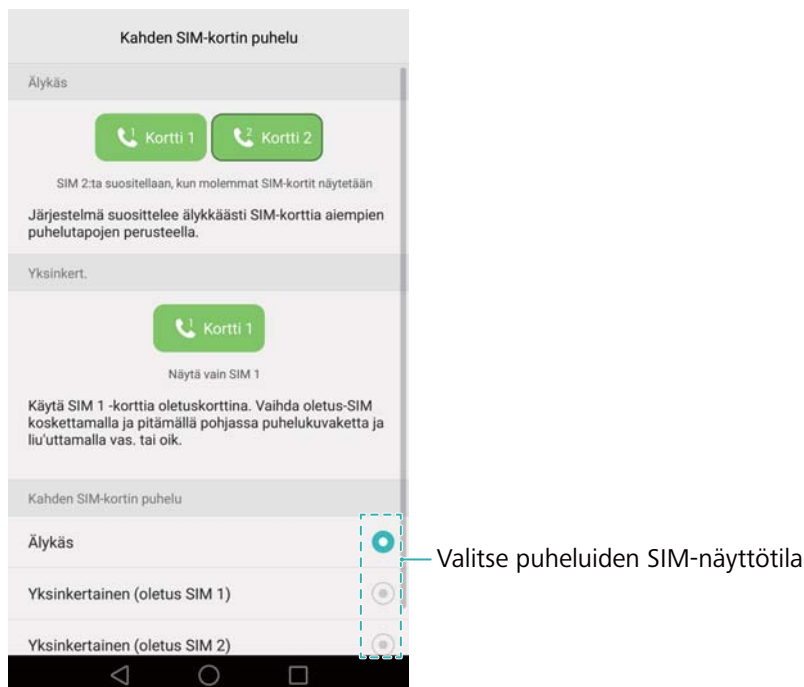 Kahden SIM-kortin puhelu
Älykäs
1 Kortti 1
2 Kortti 2
SIM 2:ta suositellaan, kun molemmat SIM-kortit näytetään
Järjestelmä suosittelee älykkäästi SIM-korttia aiempien
puhelutapojen perusteella.
Yksinkert.
1 Kortti 1
Näytä vain SIM 1
Käytä SIM 1 -korttia oletuskorttina. Vaihda oletus-SIM
koskettamalla ja pitämällä pohjassa puhelukuvaketta ja
liu'uttamalla vas. tai oik.
Kahden SIM-kortin puhelu
Älykäs
Valitse puheluiden SIM-näyttötila
Yksinkertainen (oletus SIM 1)
Yksinkertainen (oletus SIM 2)